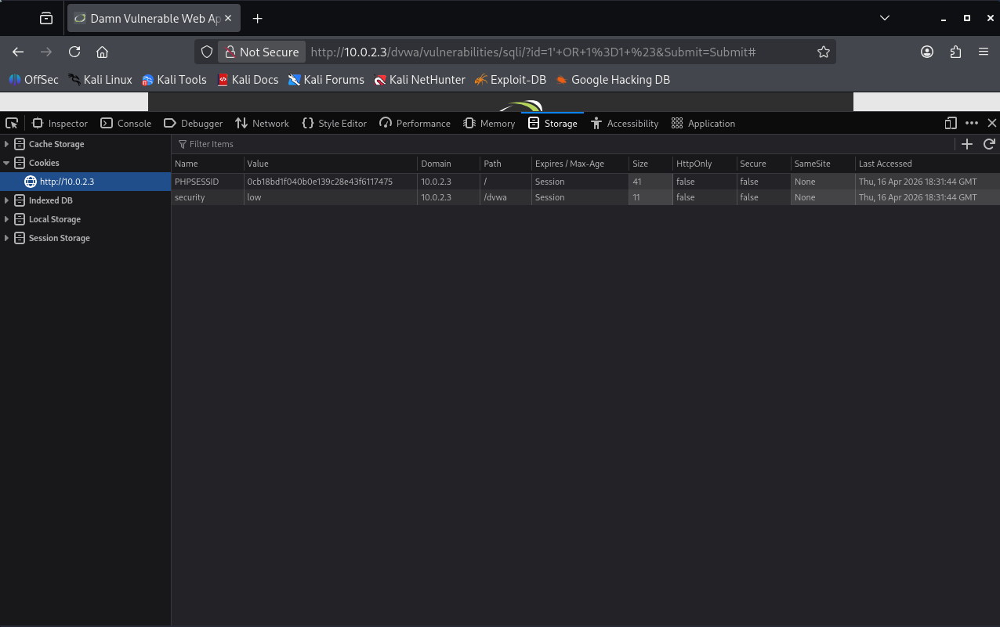 Damn Vulnerable Web Ap
Not Secure http://10.0.2.3/dvwa/vulnerabilities/sqli/?id=1'+OR+1%3D1+%23&Submit=Submit#
OffSec Kali Linux Kali Tools Kali Docs Kali Forums Kali NetHunter Exploit-DB Google Hacking DB
Inspector Console Debugger Network Style Editor Performance Memory Storage Accessibility Application
Cache Storage Filter Items
Cookies Name Value Domain Path Expires / Max-Age Size HttpOnly Secure SameSite Last Accessed
http://10.0.2.3 PHPSESSID 0cb18bd1f040b0e139c28e43f6117475 10.0.2.3 / Session 41 false false None Thu, 16 Apr 2026 18:31:44 GMT
Indexed DB security low 10.0.2.3 /dvwa Session 11 false false None Thu, 16 Apr 2026 18:31:44 GMT
Local Storage
Session Storage